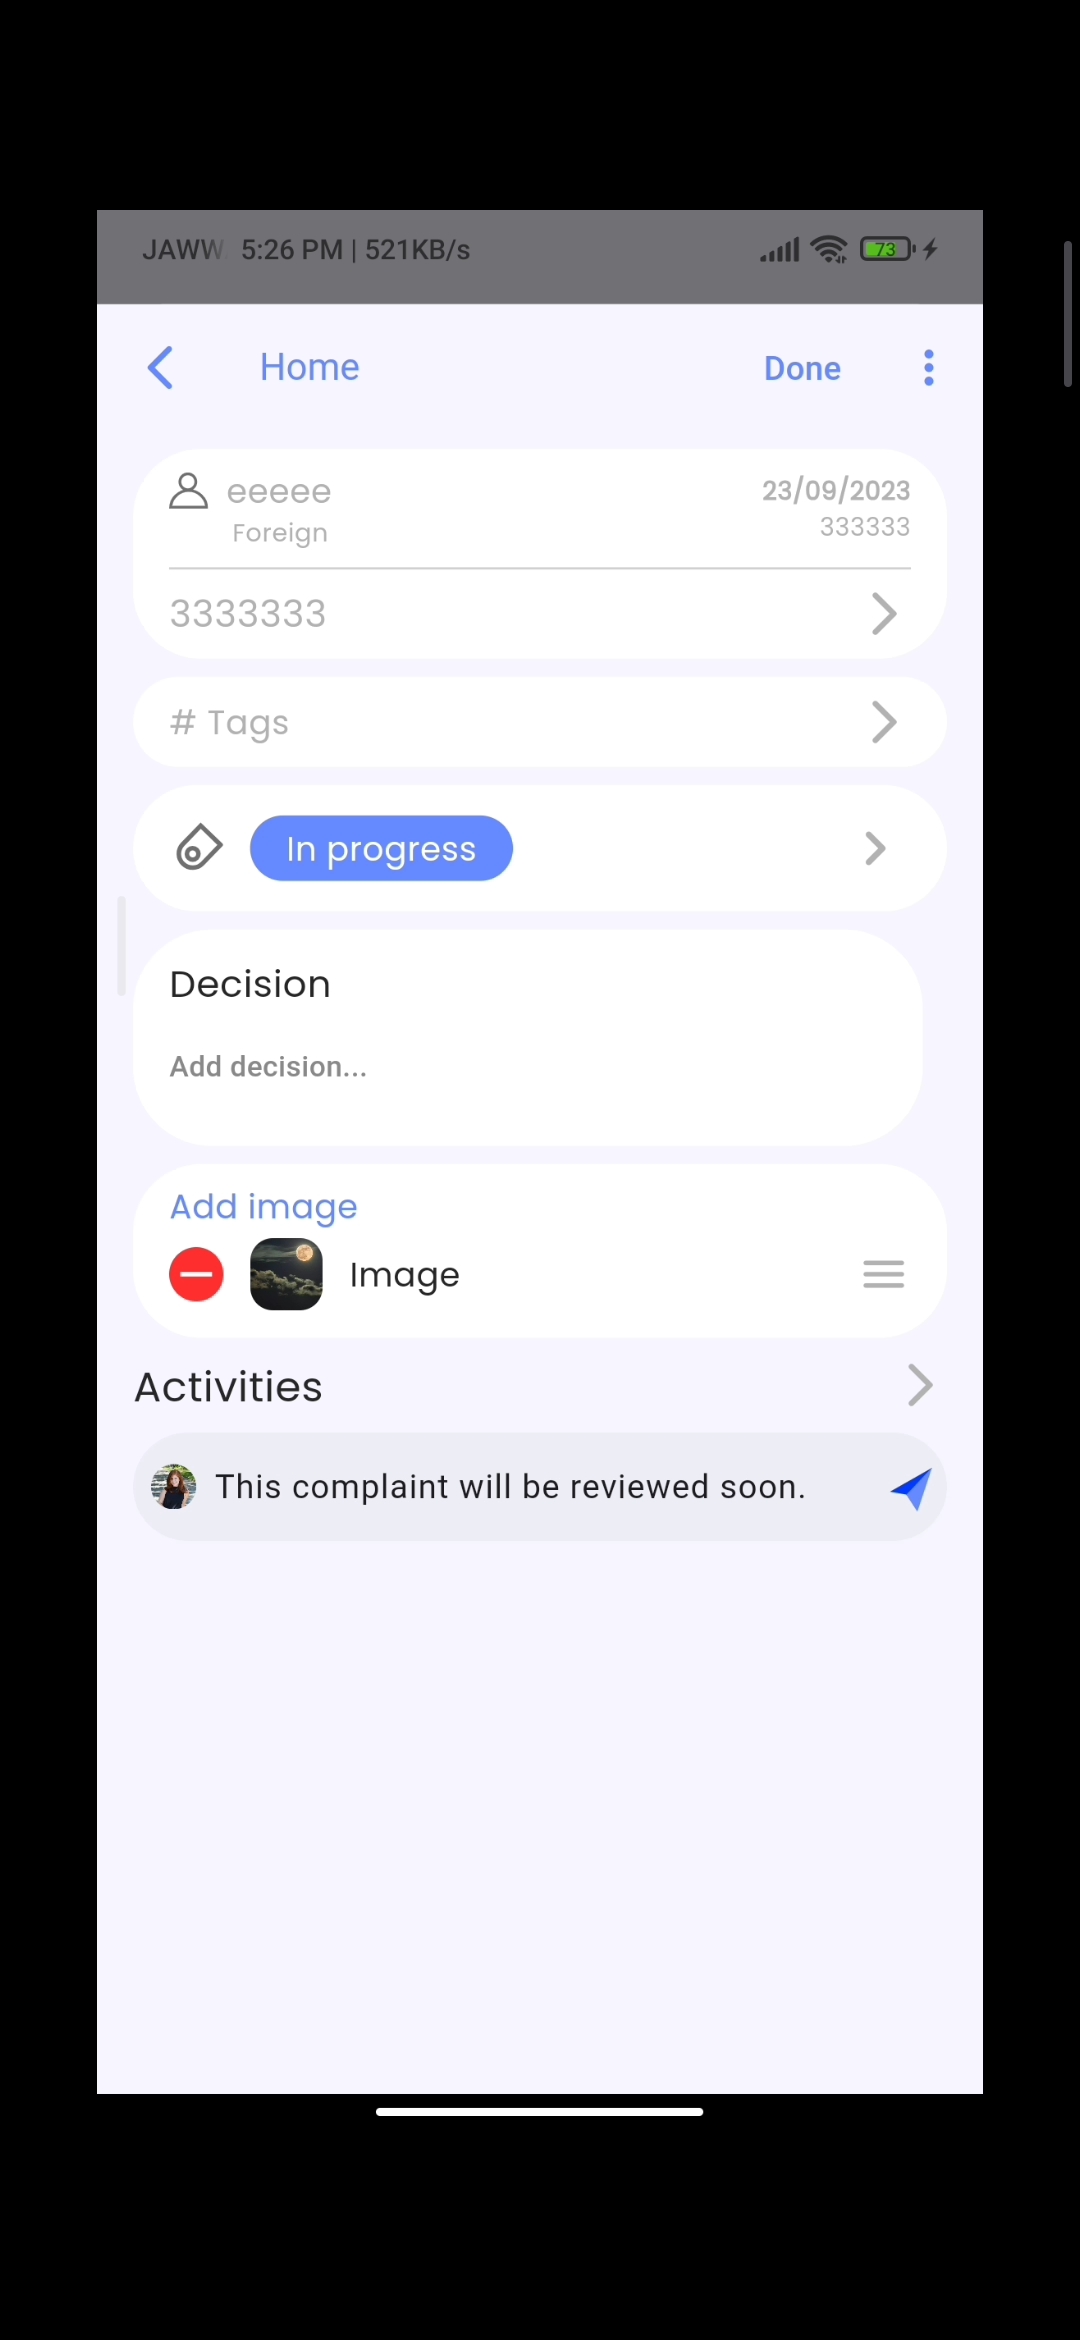 JAWW 5:26 PM | 521KB/s 73
Home Done
eeeee 23/09/2023
Foreign 333333
3333333
# Tags
In progress
Decision
Add decision...
Add image
Image
Activities
This complaint will be reviewed soon.